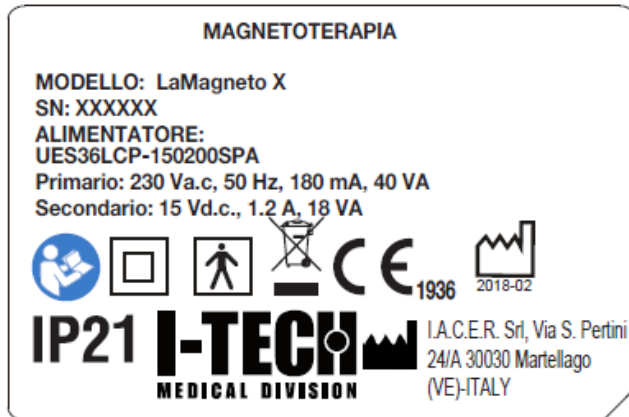 MAGNETOTERAPIA
MODELLO: LaMagneto X
SN: XXXXXX
ALIMENTATORE:
UES36LCP-150200SPA
Primario: 230 Va.c, 50 Hz, 180 mA, 40 VA
Secondario: 15 Vd.c., 1.2 A, 18 VA
CE 1936
2018-02
IP21
I-TECH
MEDICAL DIVISION
I.A.C.E.R. Srl, Via S. Pertini
24/A 30030 Martellago
(VE)-ITALY